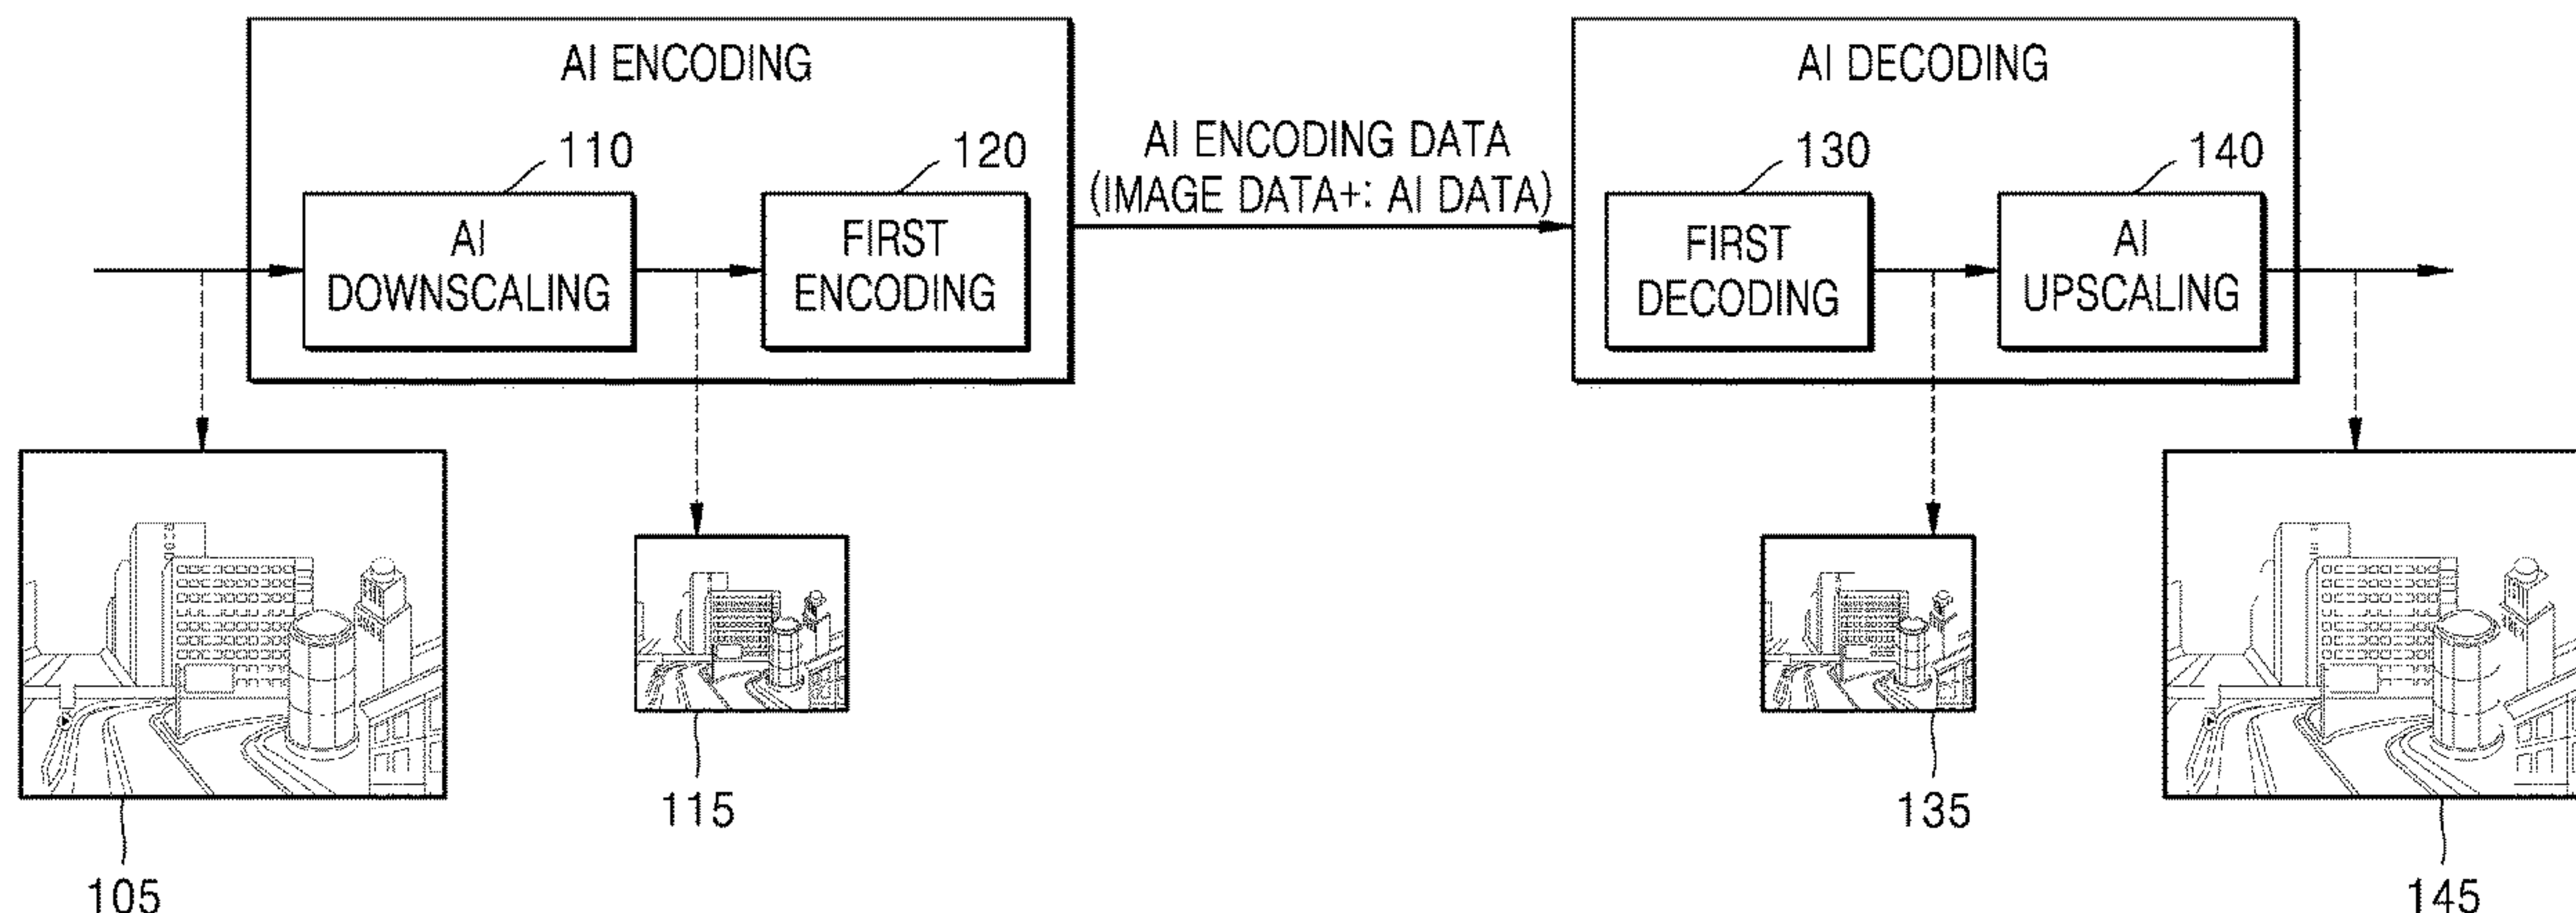 AI ENCODING
110
120
AI
DOWNSCALING
FIRST
ENCODING
AI ENCODING DATA
(IMAGE DATA+: AI DATA)
AI DECODING
130
140
FIRST
DECODING
AI
UPSCALING
105
115
135
145